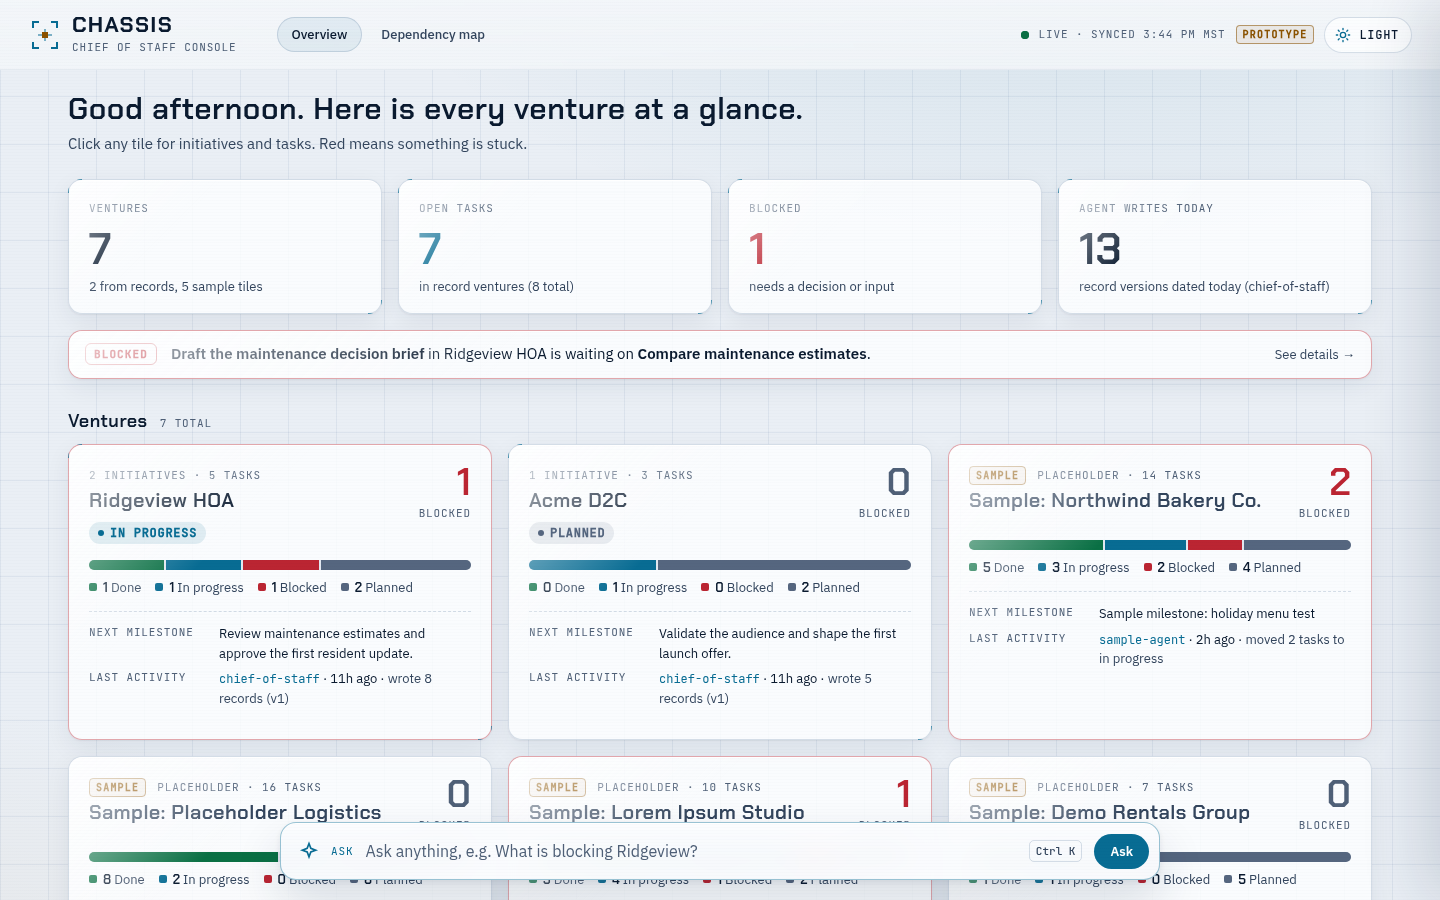 CHASSIS
CHIEF OF STAFF CONSOLE
Overview
Dependency map
LIVE · SYNCED 3:44 PM MST
PROTOTYPE
LIGHT
Good afternoon. Here is every venture at a glance.
Click any tile for initiatives and tasks. Red means something is stuck.
VENTURES
7
2 from records, 5 sample tiles
OPEN TASKS
7
in record ventures (8 total)
BLOCKED
1
needs a decision or input
AGENT WRITES TODAY
13
record versions dated today (chief-of-staff)
BLOCKED
Draft the maintenance decision brief in Ridgeview HOA is waiting on Compare maintenance estimates.
See details →
Ventures 7 TOTAL
2 INITIATIVES · 5 TASKS
Ridgeview HOA
1
BLOCKED
IN PROGRESS
1 Done 1 In progress 1 Blocked 2 Planned
NEXT MILESTONE
Review maintenance estimates and
approve the first resident update.
LAST ACTIVITY
chief-of-staff · 11h ago · wrote 8
records (v1)
1 INITIATIVE · 3 TASKS
Acme D2C
0
BLOCKED
PLANNED
0 Done 1 In progress 0 Blocked 2 Planned
NEXT MILESTONE
Validate the audience and shape the first
launch offer.
LAST ACTIVITY
chief-of-staff · 11h ago · wrote 5
records (v1)
SAMPLE PLACEHOLDER · 14 TASKS
Sample: Northwind Bakery Co.
2
BLOCKED
5 Done 3 In progress 2 Blocked 4 Planned
NEXT MILESTONE
Sample milestone: holiday menu test
LAST ACTIVITY
sample-agent · 2h ago · moved 2 tasks to
in progress
SAMPLE PLACEHOLDER · 16 TASKS
Sample: Placeholder Logistics
0
8 Done 2 In progress 0 Blocked Planned
SAMPLE PLACEHOLDER · 10 TASKS
Sample: Lorem Ipsum Studio
1
Done In progress Blocked Planned
SAMPLE PLACEHOLDER · 7 TASKS
Sample: Demo Rentals Group
0
BLOCKED
Done In progress 0 Blocked 5 Planned
ASK
Ask anything, e.g. What is blocking Ridgeview?
Ctrl K
Ask